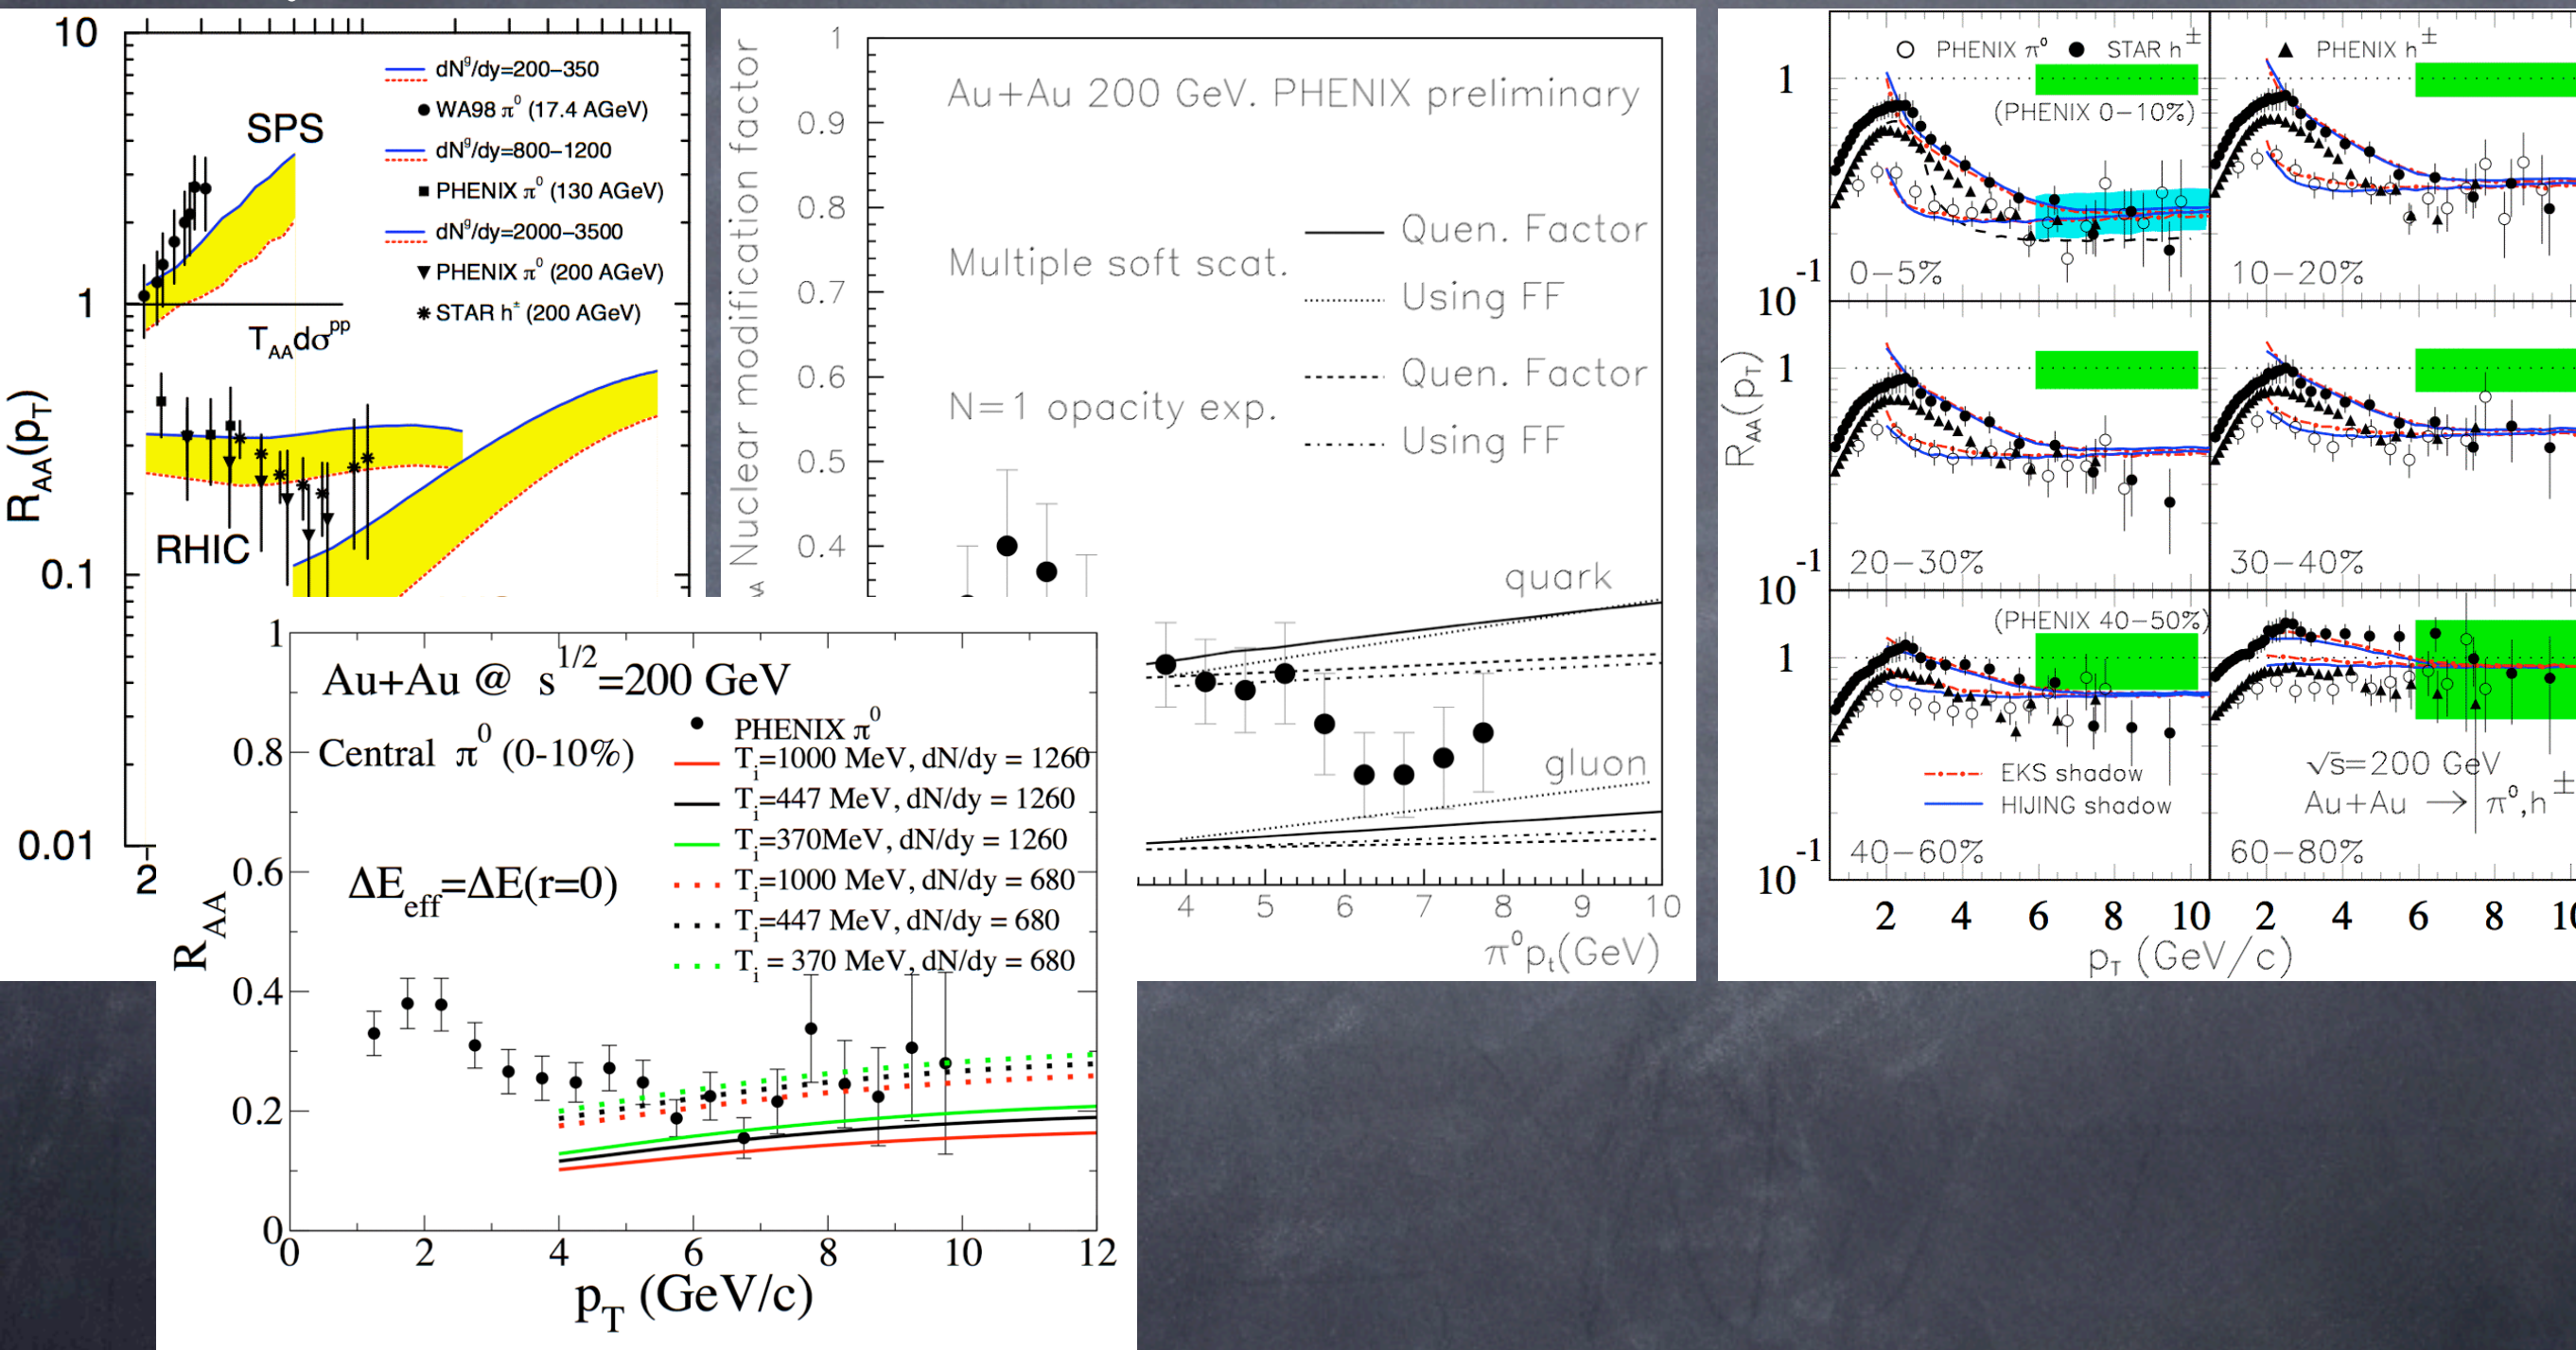 10
1
0.1
0.01
2
R_AA(p_T)
SPS
RHIC
T_AA dσ^pp
dN^g/dy=200-350
WA98 π^0 (17.4 AGeV)
dN^g/dy=800-1200
PHENIX π^0 (130 AGeV)
dN^g/dy=2000-3500
PHENIX π^0 (200 AGeV)
STAR h^± (200 AGeV)
Nuclear modification factor
1
0.9
0.8
0.7
0.6
0.5
0.4
Au+Au 200 GeV. PHENIX preliminary
Multiple soft scat.
Quen. Factor
Using FF
N=1 opacity exp.
Quen. Factor
Using FF
quark
gluon
4 5 6 7 8 9 10
π^0 p_t(GeV)
1
0.8
0.6
0.4
0.2
0
R_AA
Au+Au @ s^1/2=200 GeV
Central π^0 (0-10%)
ΔE_eff=ΔE(r=0)
PHENIX π^0
T_i=1000 MeV, dN/dy = 1260
T_i=447 MeV, dN/dy = 1260
T_i=370MeV, dN/dy = 1260
T_i=1000 MeV, dN/dy = 680
T_i=447 MeV, dN/dy = 680
T_i = 370 MeV, dN/dy = 680
0 2 4 6 8 10 12
p_T (GeV/c)
R_AA(p_T)
PHENIX π^0 STAR h^± PHENIX h^±
1
(PHENIX 0-10%)
0-5% 10-20%
10^-1
1
20-30% 30-40%
10^-1
(PHENIX 40-50%)
1
EKS shadow
HIJING shadow
√s=200 GeV
Au+Au → π^0,h^±
40-60% 60-80%
10^-1
2 4 6 8 10 2 4 6 8
p_T (GeV/c)